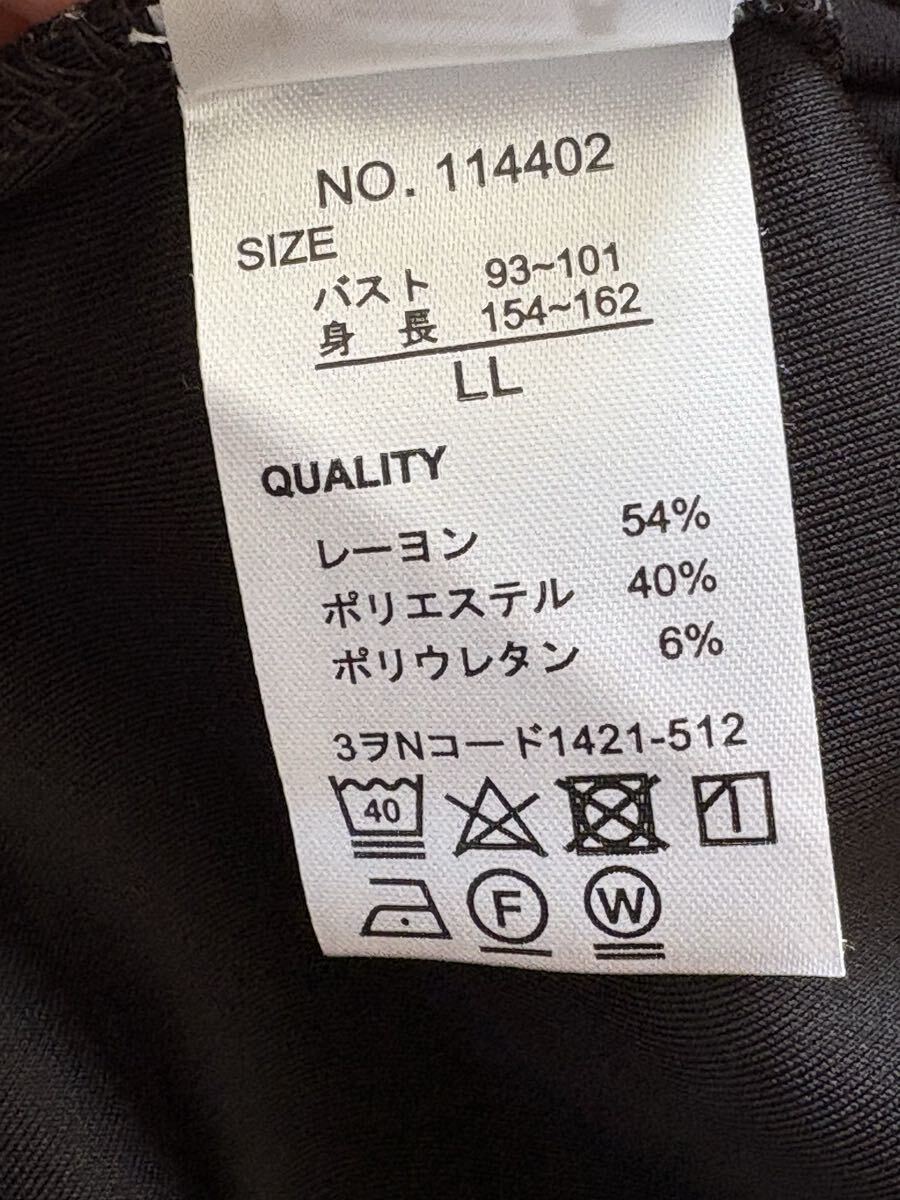 NO. 114402
SIZE
バスト 93~101
身 長 154~162
LL
QUALITY
レーヨン 54%
ポリエステル 40%
ポリウレタン 6%
3ヲNコード1421-512
40
F W